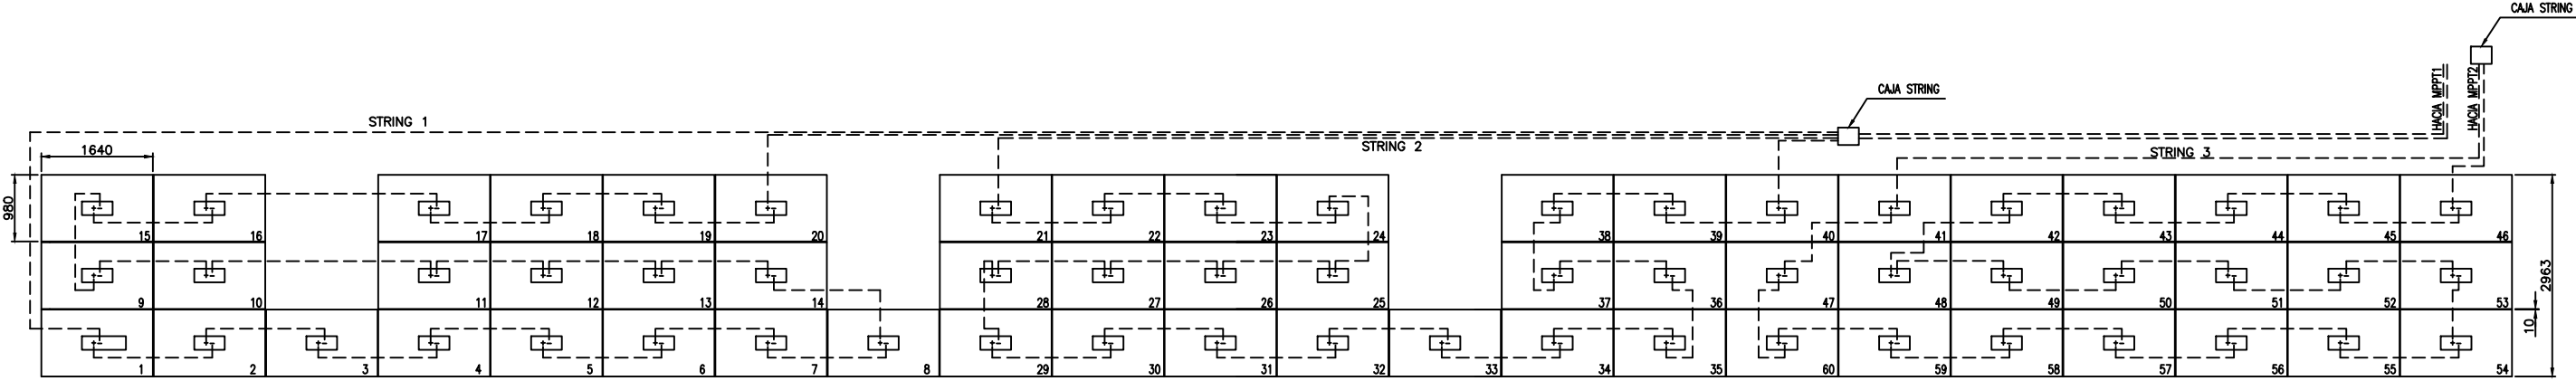 CAJA STRING
CAJA STRING
HACIA MPPT1
HACIA MPPT2
STRING 1
STRING 2
STRING 3
1640
980
2963
10
15 16 17 18 19 20 21 22 23 24 38 39 40 41 42 43 44 45 46
9 10 11 12 13 14 28 27 26 25 37 36 47 48 49 50 51 52 53
1 2 3 4 5 6 7 8 29 30 31 32 33 34 35 60 59 58 57 56 55 54